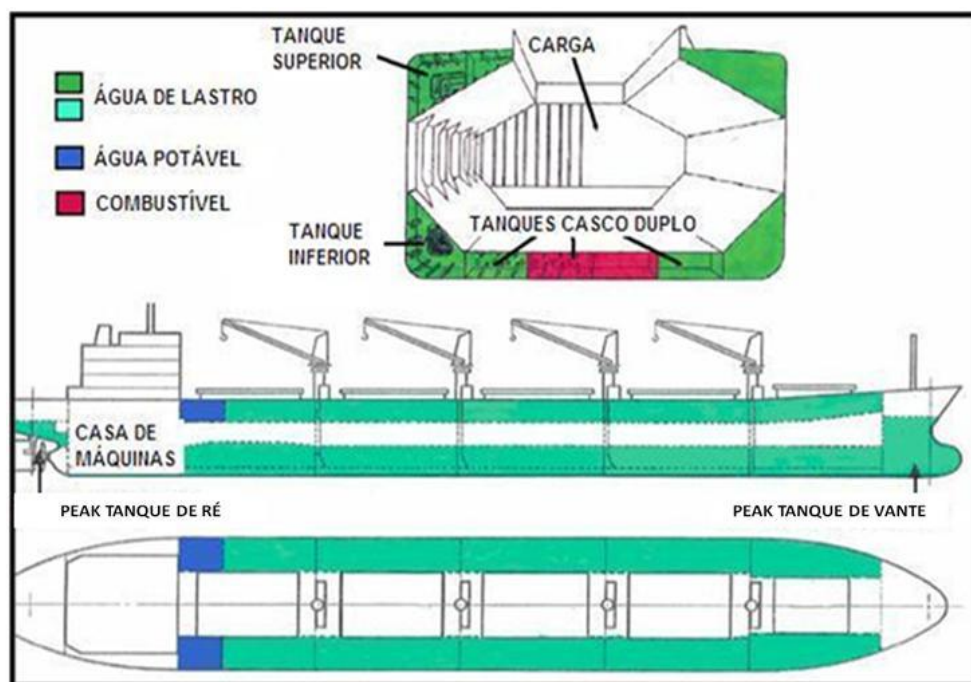 TANQUE
SUPERIOR
CARGA
ÁGUA DE LASTRO
ÁGUA POTÁVEL
COMBUSTÍVEL
TANQUES CASCO DUPLO
TANQUE
INFERIOR
CASA DE
MÁQUINAS
PEAK TANQUE DE RÉ
PEAK TANQUE DE VANTE